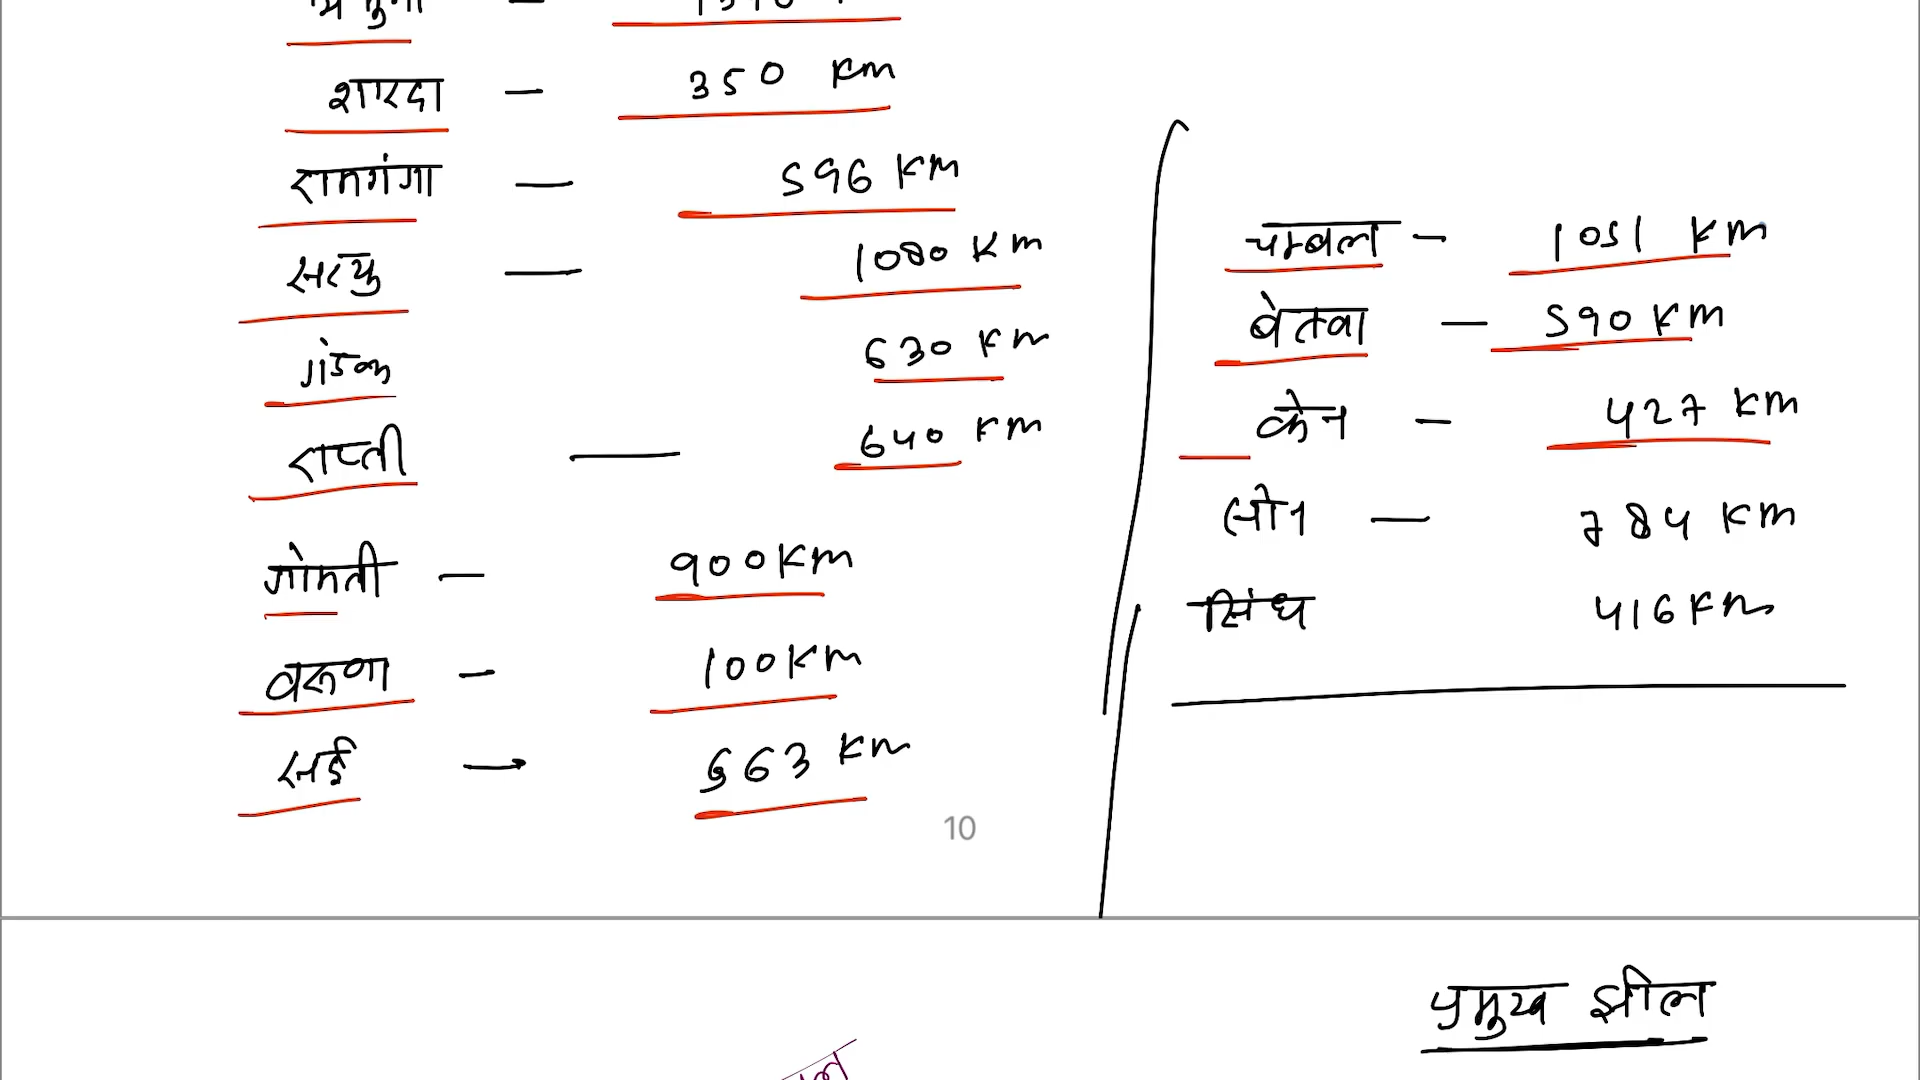 शारदा — 350 Km
रामगंगा — 596 Km
सरयु — 1080 Km
गंडक 630 Km
राप्ती — 640 Km
गोमती — 900 Km
वरूणा — 100 Km
सई → 663 Km
10
चम्बल — 1051 Km
बेतवा — 590 Km
केन — 427 Km
सोन — 784 Km
सिंध 416 Km
प्रमुख झील